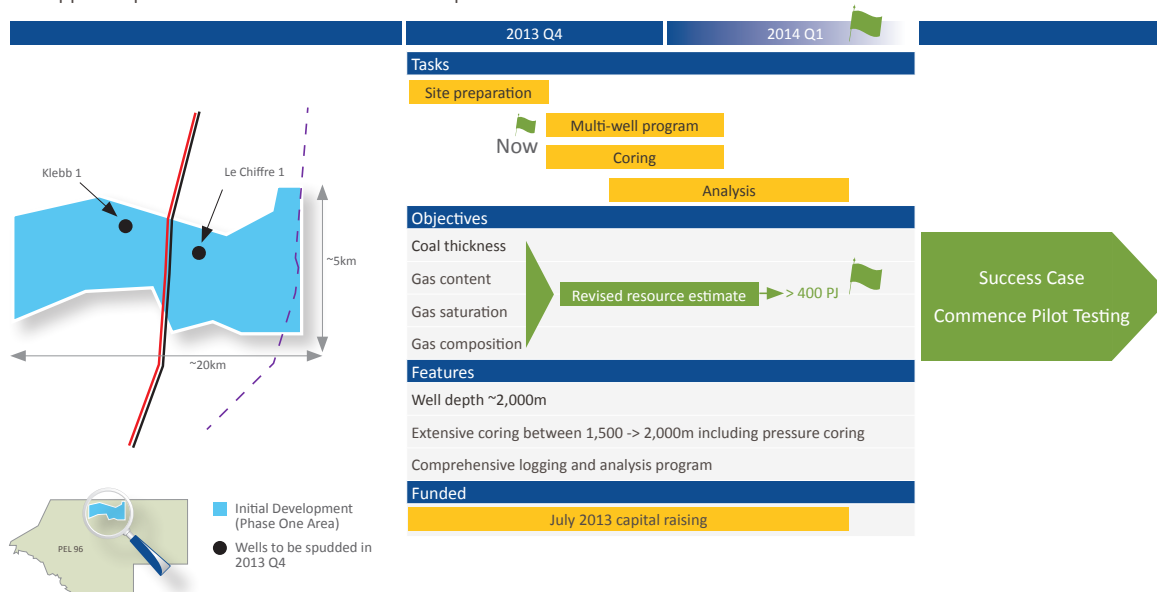 2013 Q4
2014 Q1
Tasks
Site preparation
Now
Multi-well program
Coring
Analysis
Klebb 1
Le Chiffre 1
~5km
~20km
Objectives
Coal thickness
Gas content
Gas saturation
Gas composition
Revised resource estimate
> 400 PJ
Success Case
Commence Pilot Testing
Features
Well depth ~2,000m
Extensive coring between 1,500 -> 2,000m including pressure coring
Comprehensive logging and analysis program
Funded
July 2013 capital raising
PEL 96
Initial Development
(Phase One Area)
Wells to be spudded in
2013 Q4